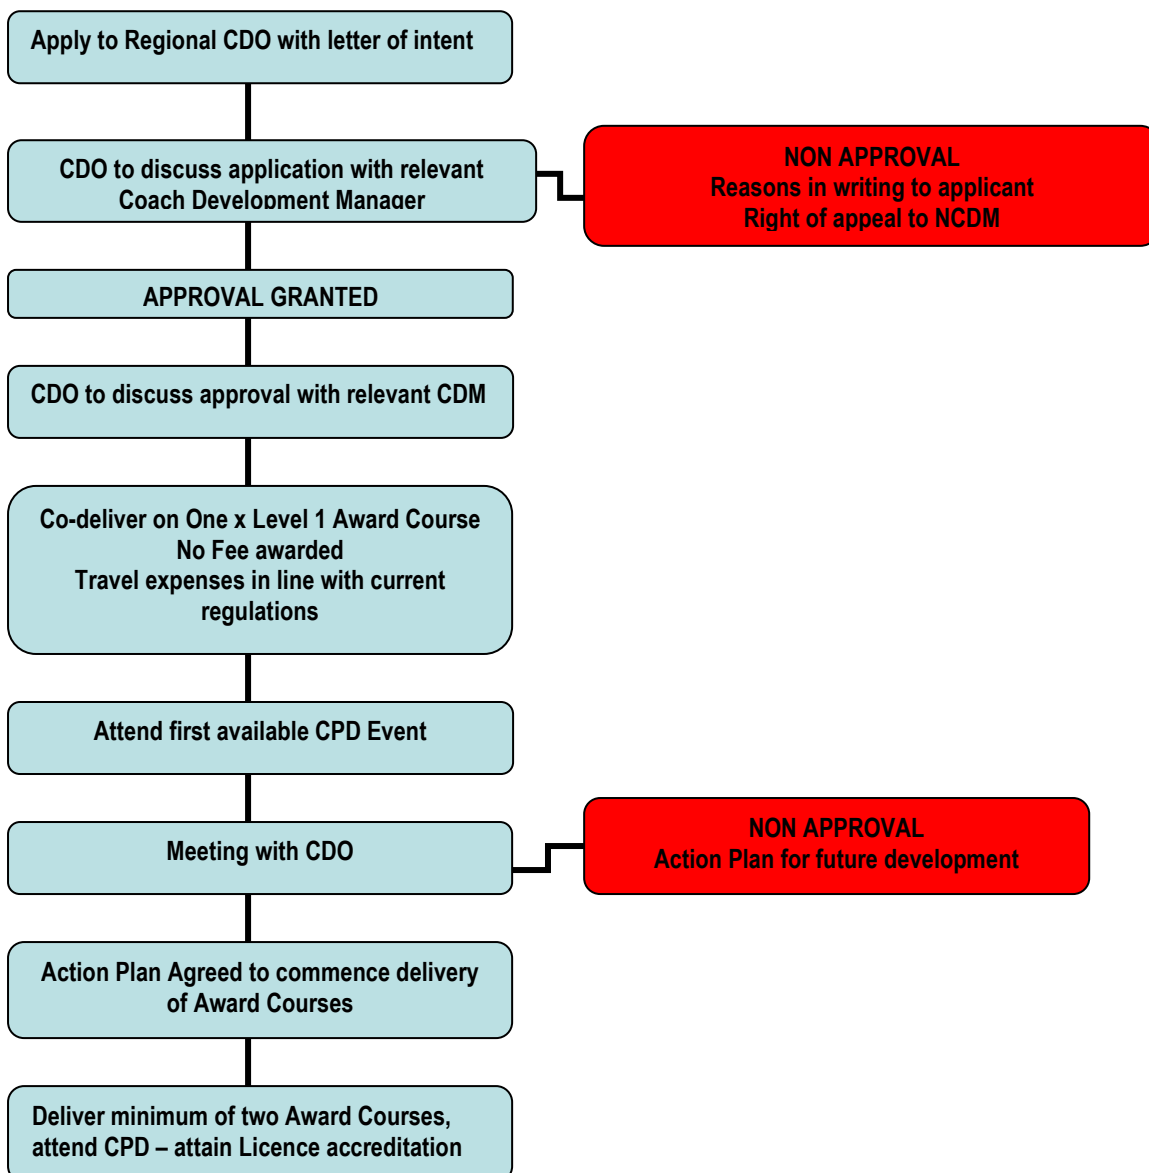 Apply to Regional CDO with letter of intent
CDO to discuss application with relevant
Coach Development Manager
NON APPROVAL
Reasons in writing to applicant
Right of appeal to NCDM
APPROVAL GRANTED
CDO to discuss approval with relevant CDM
Co-deliver on One x Level 1 Award Course
No Fee awarded
Travel expenses in line with current
regulations
Attend first available CPD Event
Meeting with CDO
NON APPROVAL
Action Plan for future development
Action Plan Agreed to commence delivery
of Award Courses
Deliver minimum of two Award Courses,
attend CPD – attain Licence accreditation